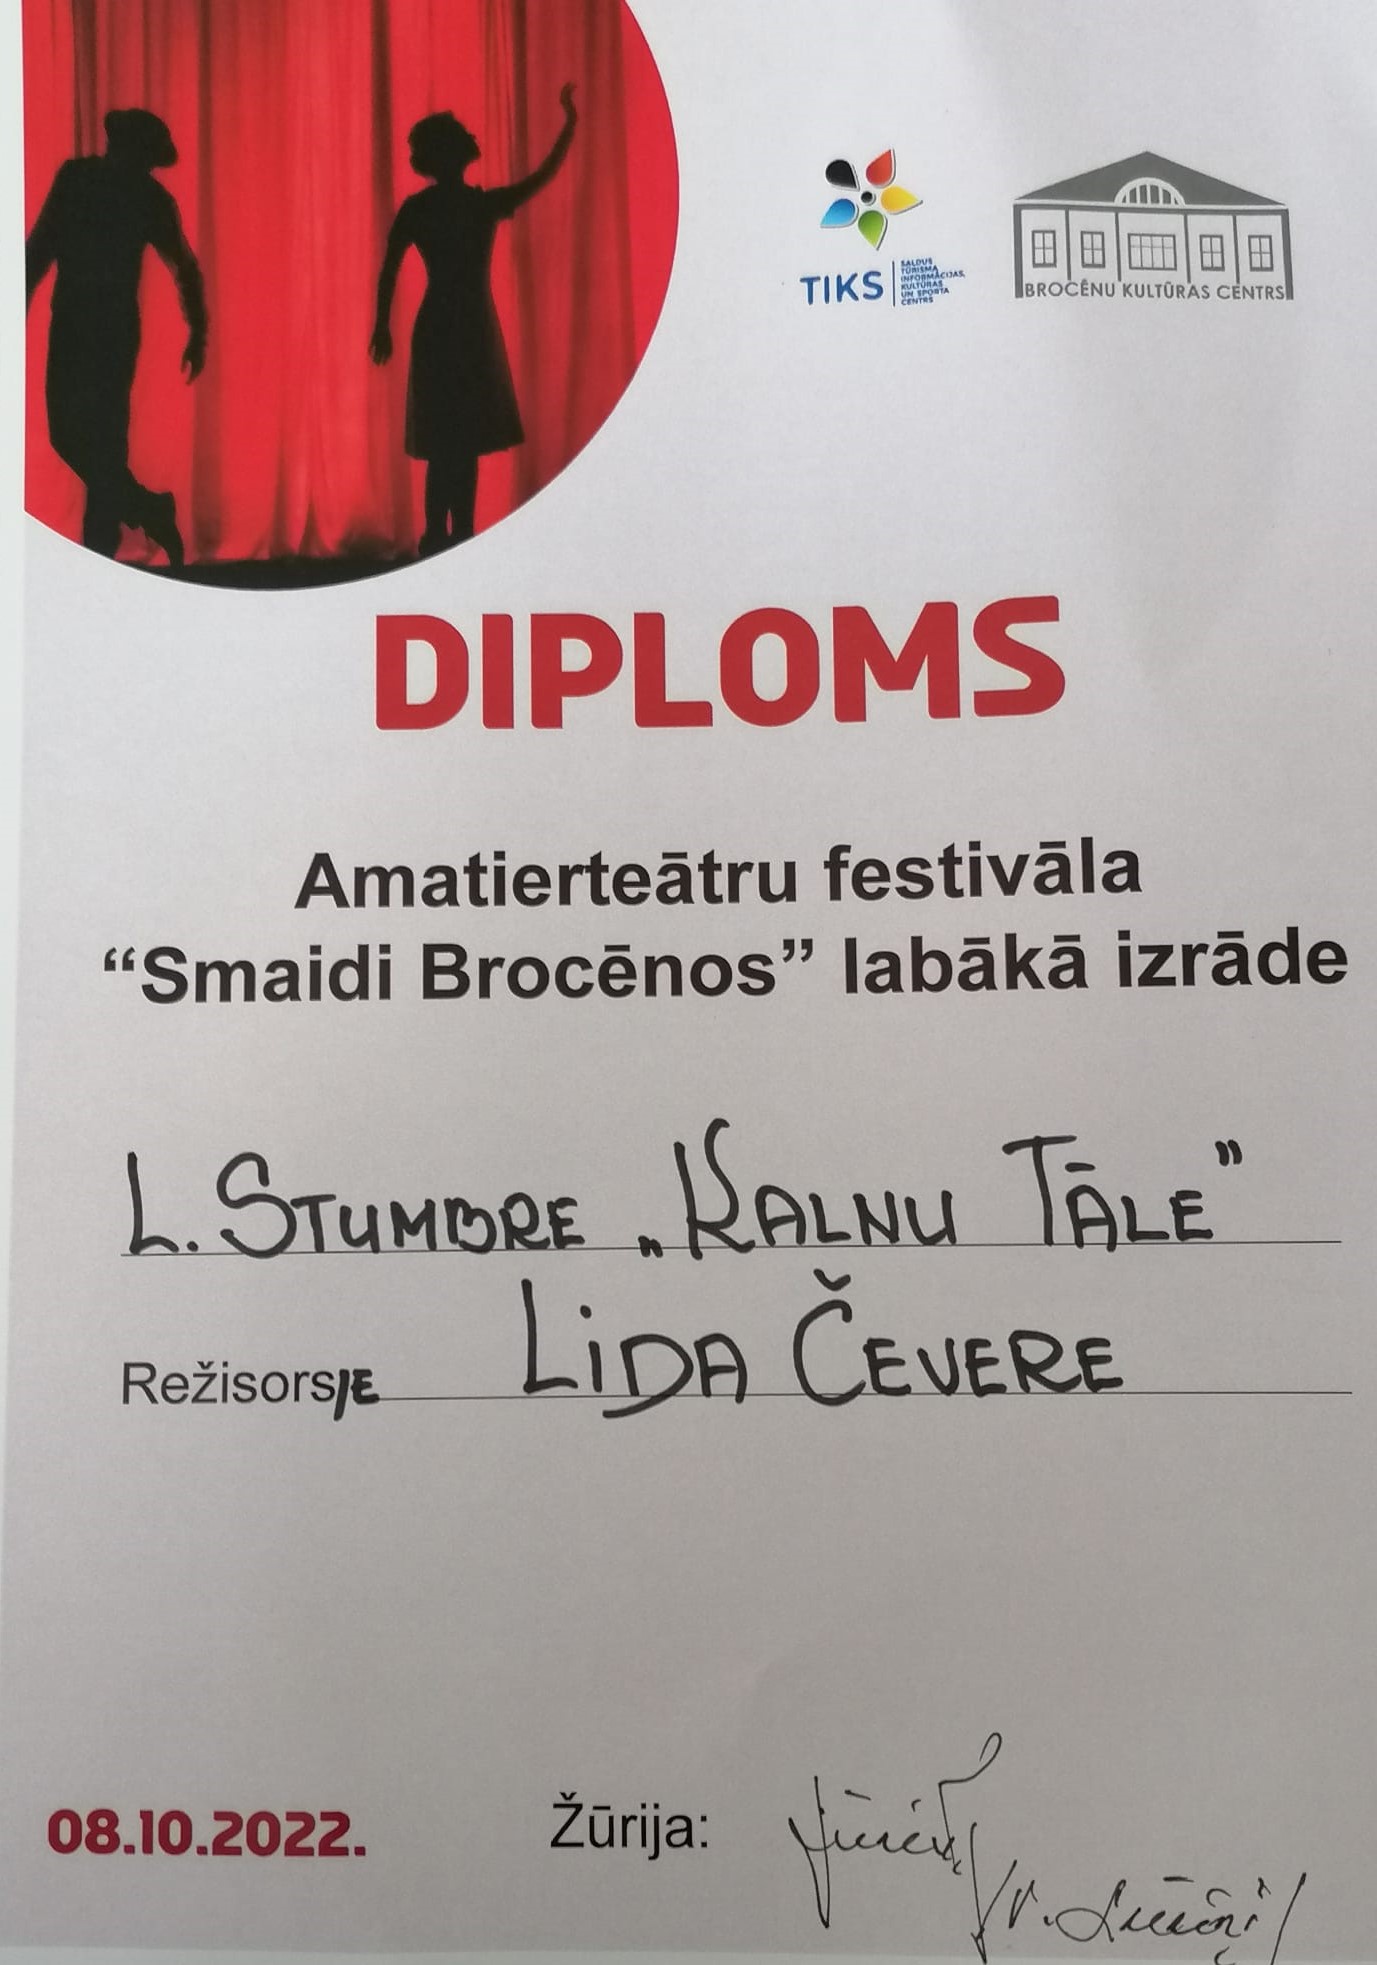 TIKS
SALDUS
TŪRISMA
INFORMĀCIJAS,
KULTŪRAS
UN SPORTA
CENTRS
BROCĒNU KULTŪRAS CENTRS
DIPLOMS
Amatierteātru festivāla
“Smaidi Brocēnos” labākā izrāde
L. STUMBRE „KALNU TĀLE”
Režisors/E LiDA ČEVERE
08.10.2022. Žūrija: